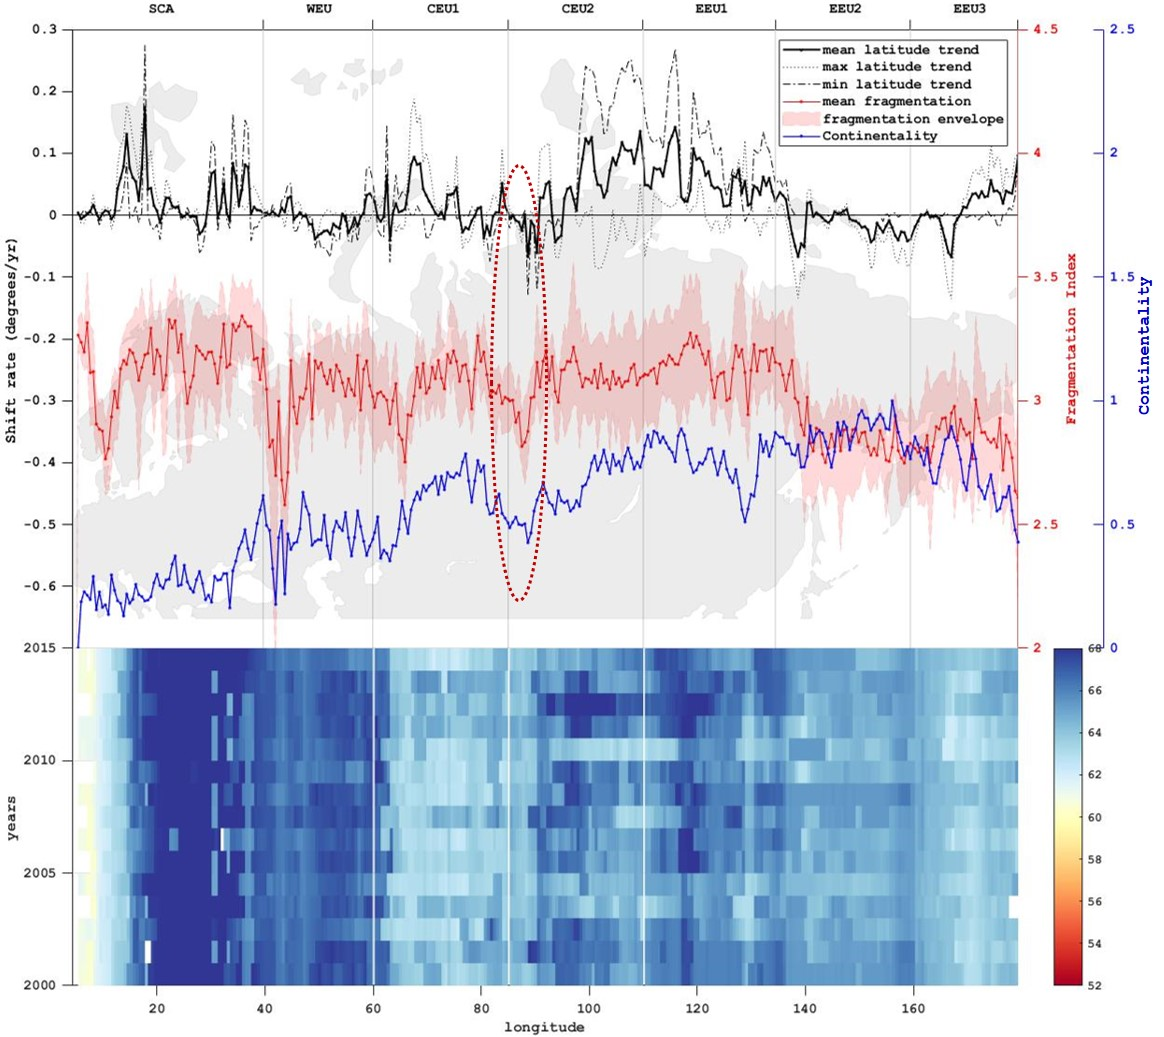 SCA WEU CEU1 CEU2 EEU1 EEU2 EEU3
0.3
0.2
0.1
0
-0.1
-0.2
-0.3
-0.4
-0.5
-0.6
Shift rate (degrees/yr)
mean latitude trend
max latitude trend
min latitude trend
mean fragmentation
fragmentation envelope
Continentality
4.5
4
3.5
3
2.5
2
Fragmentation Index
2.5
2
1.5
1
0.5
0
Continentality
2015
2010
2005
2000
years
20 40 60 80 100 120 140 160
longitude
68
66
64
62
60
58
56
54
52